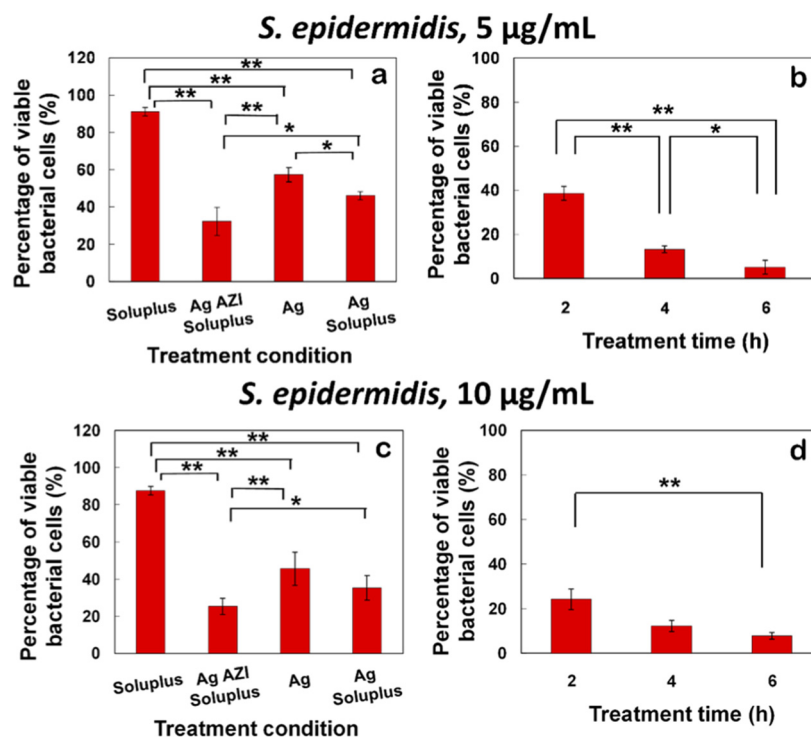 S. epidermidis, 5 µg/mL
a
Percentage of viable
bacterial cells (%)
120
100
80
60
40
20
0
**
**
**
**
*
*
Soluplus
Ag AZI
Soluplus
Ag
Ag
Soluplus
Treatment condition
b
Percentage of viable
bacterial cells (%)
100
80
60
40
20
0
**
**
*
2
4
6
Treatment time (h)
S. epidermidis, 10 µg/mL
c
Percentage of viable
bacterial cells (%)
120
100
80
60
40
20
0
**
**
**
**
*
Soluplus
Ag AZI
Soluplus
Ag
Ag
Soluplus
Treatment condition
d
Percentage of viable
bacterial cells (%)
100
80
60
40
20
0
**
2
4
6
Treatment time (h)